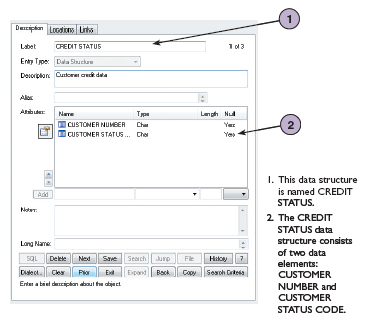 1
Description Locations Links
Label: CREDIT STATUS 1 of 3
Entry Type: Data Structure
Description: Customer credit data
Alias:
Attributes: Name Type Length Null
CUSTOMER NUMBER Char Yes
CUSTOMER STATUS ... Char Yes
2
Add
Notes:
Long Name:
SQL Delete Next Save Search Jump File History ?
Dialect... Clear Prior Exit Expand Back Copy Search Criteria
Enter a brief description about the object.
1. This data structure
is named CREDIT
STATUS.
2. The CREDIT
STATUS data
structure consists
of two data
elements:
CUSTOMER
NUMBER and
CUSTOMER
STATUS CODE.